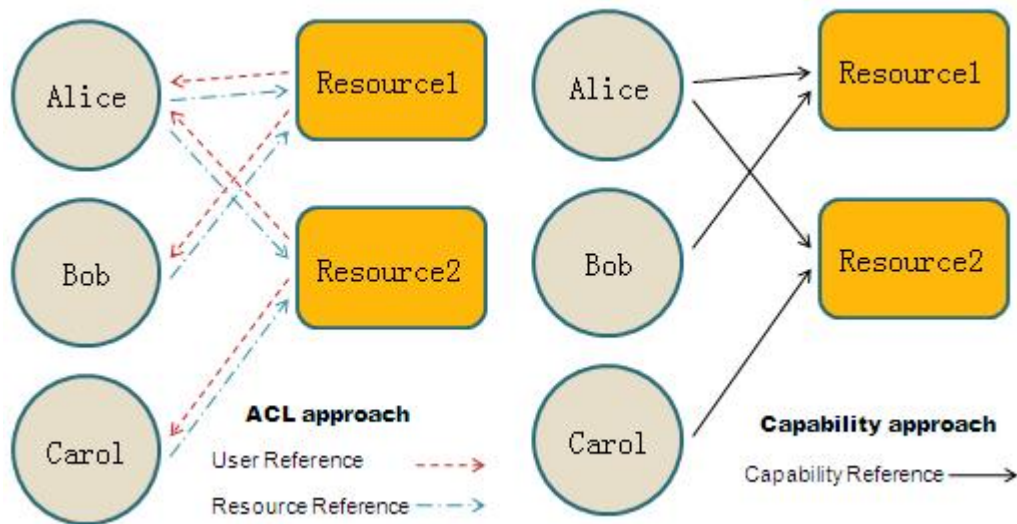 Alice
Resource1
Bob
Resource2
Carol
ACL approach
User Reference
Resource Reference
Alice
Resource1
Bob
Resource2
Carol
Capability approach
Capability Reference